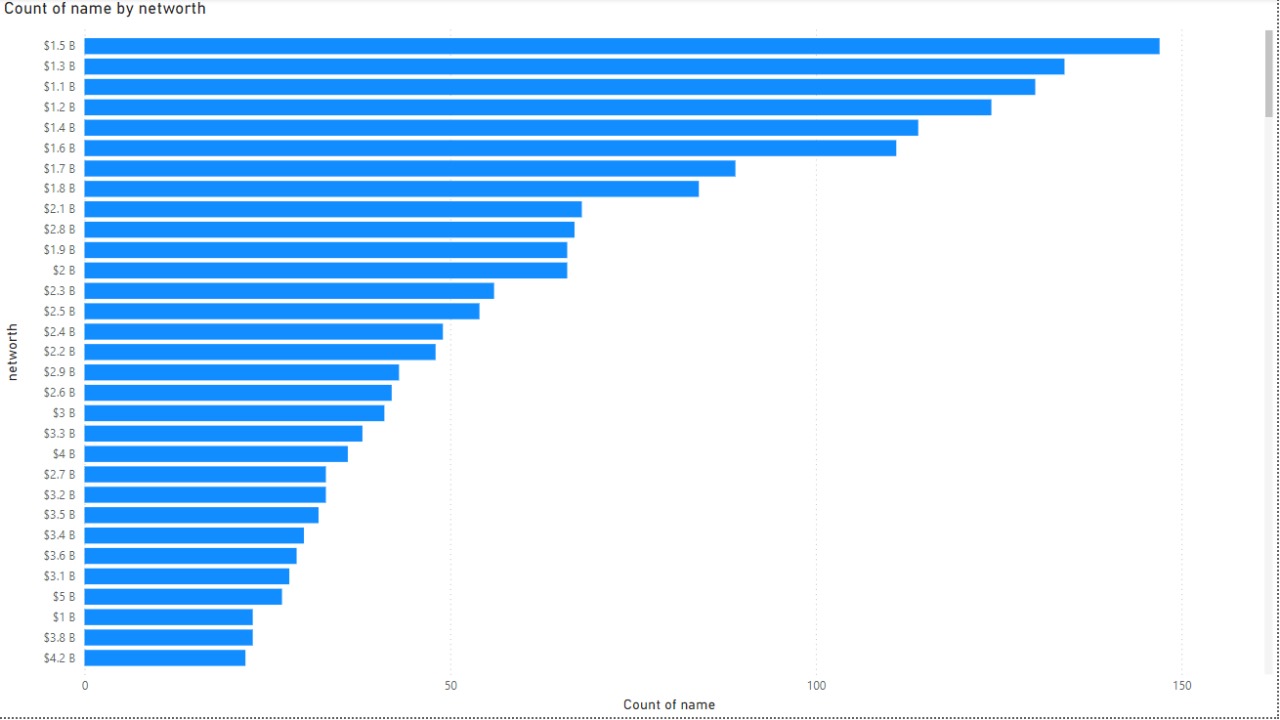 Count of name by networth
$1.5 B
$1.3 B
$1.1 B
$1.2 B
$1.4 B
$1.6 B
$1.7 B
$1.8 B
$2.1 B
$2.8 B
$1.9 B
$2 B
$2.3 B
$2.5 B
$2.4 B
$2.2 B
$2.9 B
$2.6 B
$3 B
$3.3 B
$4 B
$2.7 B
$3.2 B
$3.5 B
$3.4 B
$3.6 B
$3.1 B
$5 B
$1 B
$3.8 B
$4.2 B
networth
0 50 100 150
Count of name